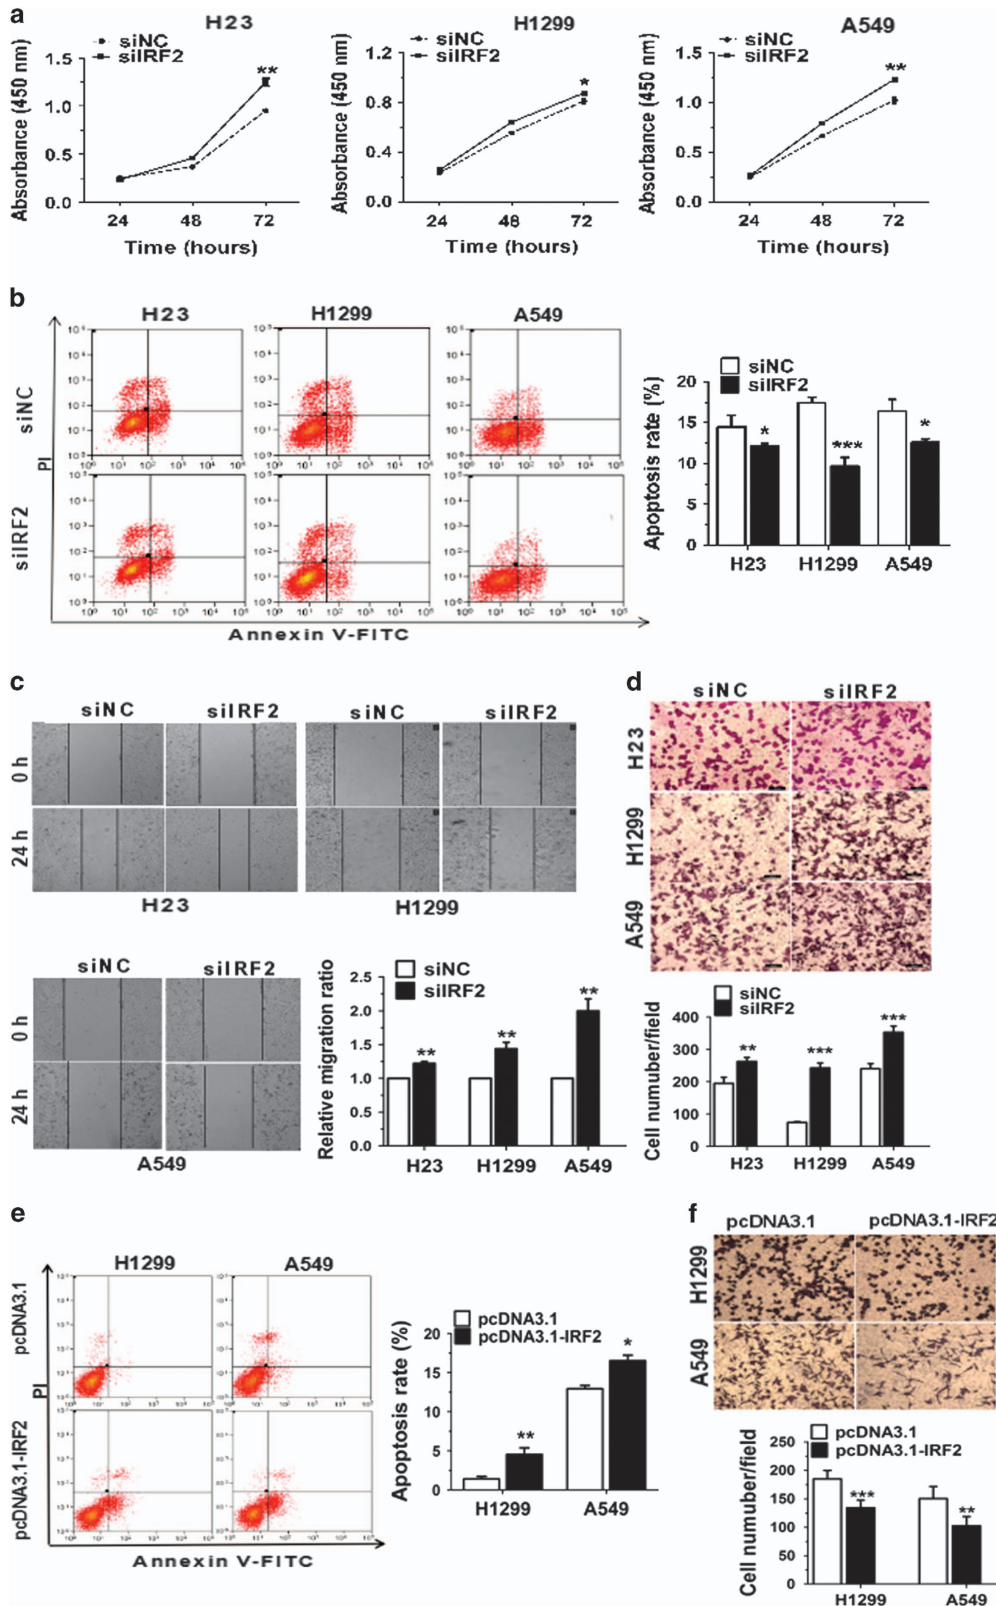 a
H23
H1299
A549
siNC
siIRF2
siNC
siIRF2
siNC
siIRF2
Absorbance (450 nm)
1.5
1.0
0.5
0.0
**
24 48 72
Time (hours)
Absorbance (450 nm)
1.2
0.8
0.4
0.0
*
24 48 72
Time (hours)
Absorbance (450 nm)
1.5
1.0
0.5
0.0
**
24 48 72
Time (hours)
b
H23
H1299
A549
siNC
siIRF2
PI
Annexin V-FITC
siNC
siIRF2
Apoptosis rate (%)
20
15
10
5
0
* *** *
H23 H1299 A549
c
siNC siIRF2 siNC siIRF2
0 h
24 h
H23 H1299
siNC siIRF2
0 h
24 h
A549
siNC
siIRF2
Relative migration ratio
2.5
2.0
1.5
1.0
0.5
0.0
** ** **
H23 H1299 A549
d
siNC siIRF2
H23
H1299
A549
siNC
siIRF2
Cell numuber/field
400
300
200
100
0
** *** ***
H23 H1299 A549
e
H1299 A549
pcDNA3.1
pcDNA3.1-IRF2
PI
Annexin V-FITC
pcDNA3.1
pcDNA3.1-IRF2
Apoptosis rate (%)
20
15
10
5
0
** *
H1299 A549
f
pcDNA3.1 pcDNA3.1-IRF2
H1299
A549
pcDNA3.1
pcDNA3.1-IRF2
Cell numuber/field
250
200
150
100
50
0
*** **
H1299 A549